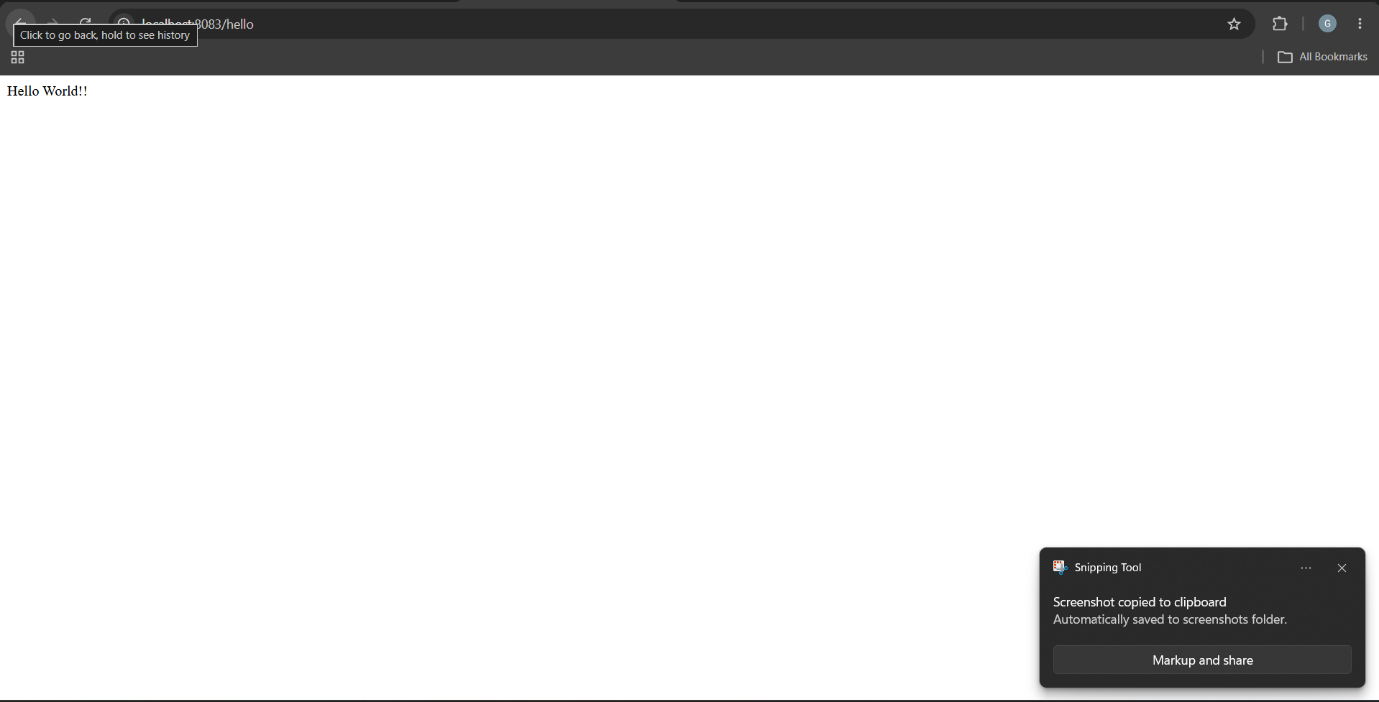 localhost:8083/hello
Click to go back, hold to see history
G
All Bookmarks
Hello World!!
Snipping Tool
Screenshot copied to clipboard
Automatically saved to screenshots folder.
Markup and share